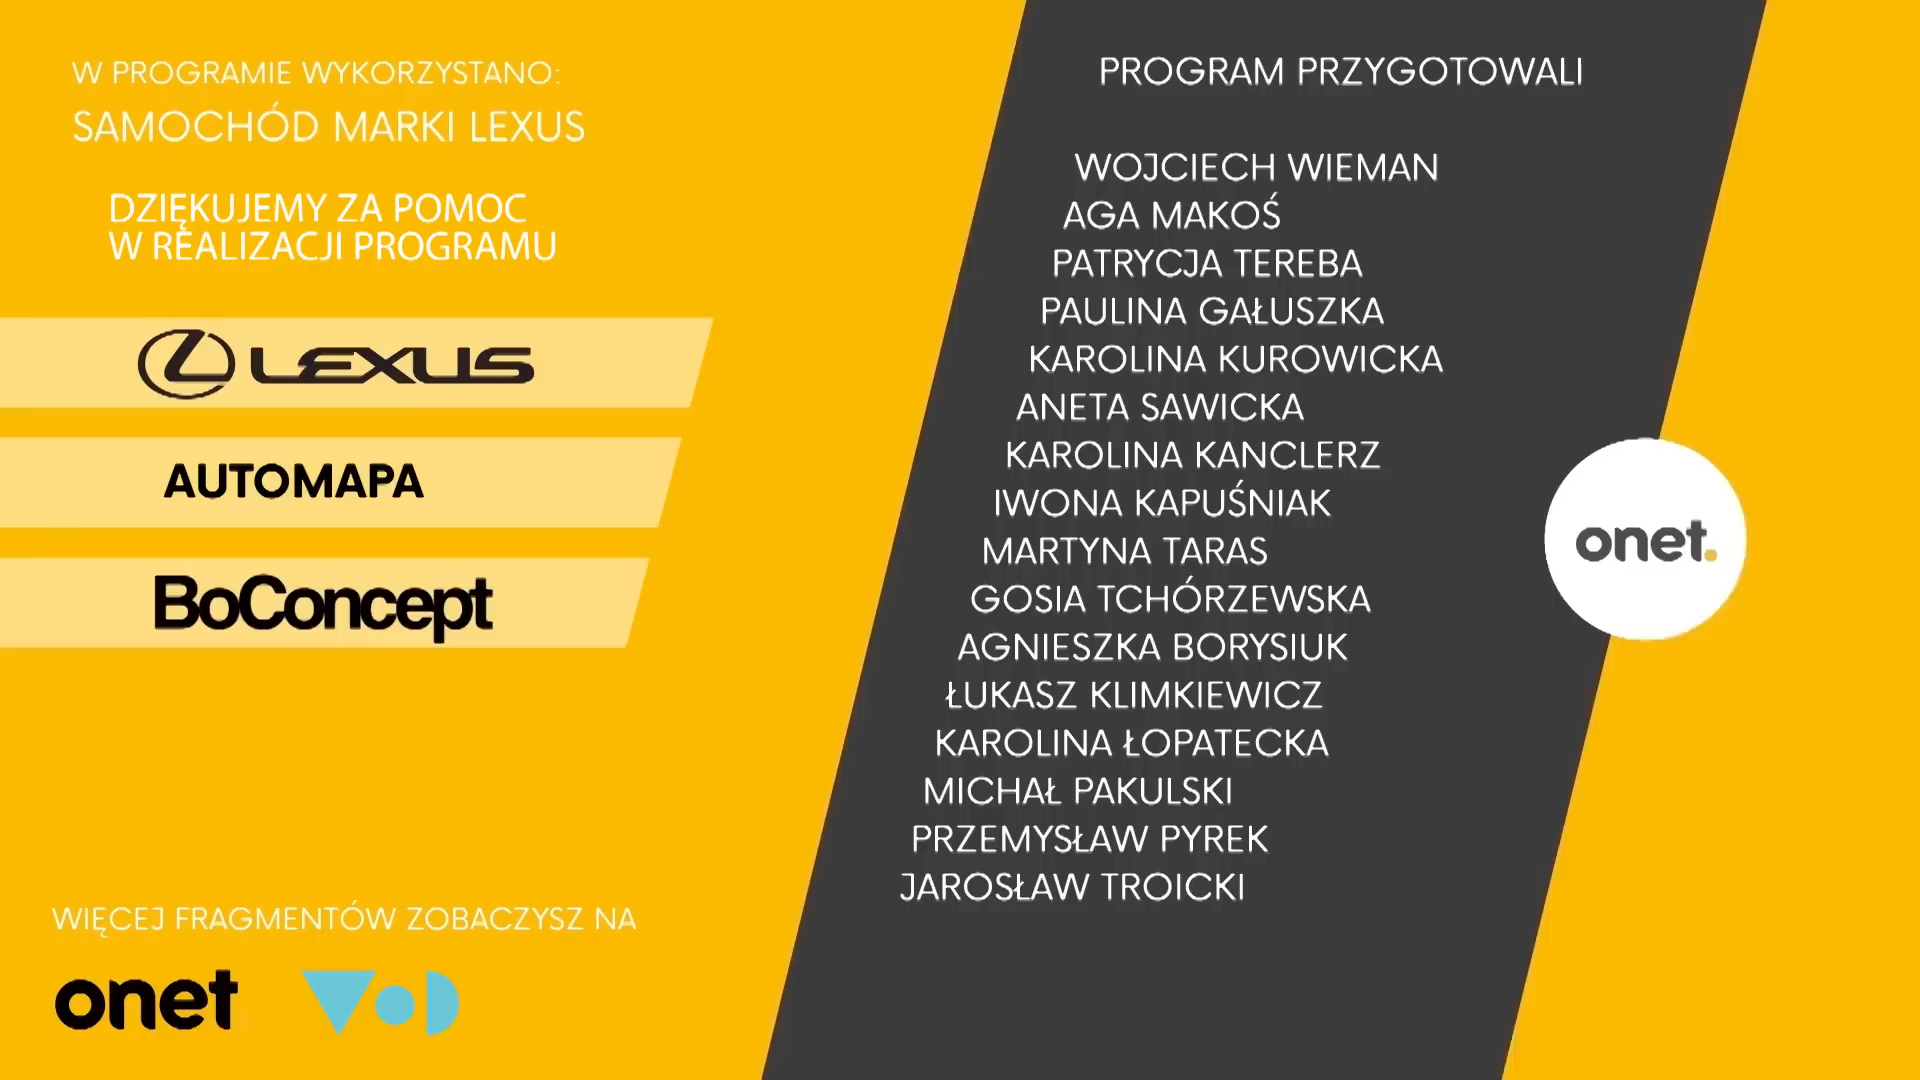 W PROGRAMIE WYKORZYSTANO:
SAMOCHÓD MARKI LEXUS
DZIĘKUJEMY ZA POMOC
W REALIZACJI PROGRAMU
LEXUS
AUTOMAPA
BoConcept
WIĘCEJ FRAGMENTÓW ZOBACZYSZ NA
onet VOD
PROGRAM PRZYGOTOWALI
WOJCIECH WIEMAN
AGA MAKOŚ
PATRYCJA TEREBA
PAULINA GAŁUSZKA
KAROLINA KUROWICKA
ANETA SAWICKA
KAROLINA KANCLERZ
IWONA KAPUŚNIAK
MARTYNA TARAS
GOSIA TCHÓRZEWSKA
AGNIESZKA BORYSIUK
ŁUKASZ KLIMKIEWICZ
KAROLINA ŁOPATECKA
MICHAŁ PAKULSKI
PRZEMYSŁAW PYREK
JAROSŁAW TROICKI
onet.